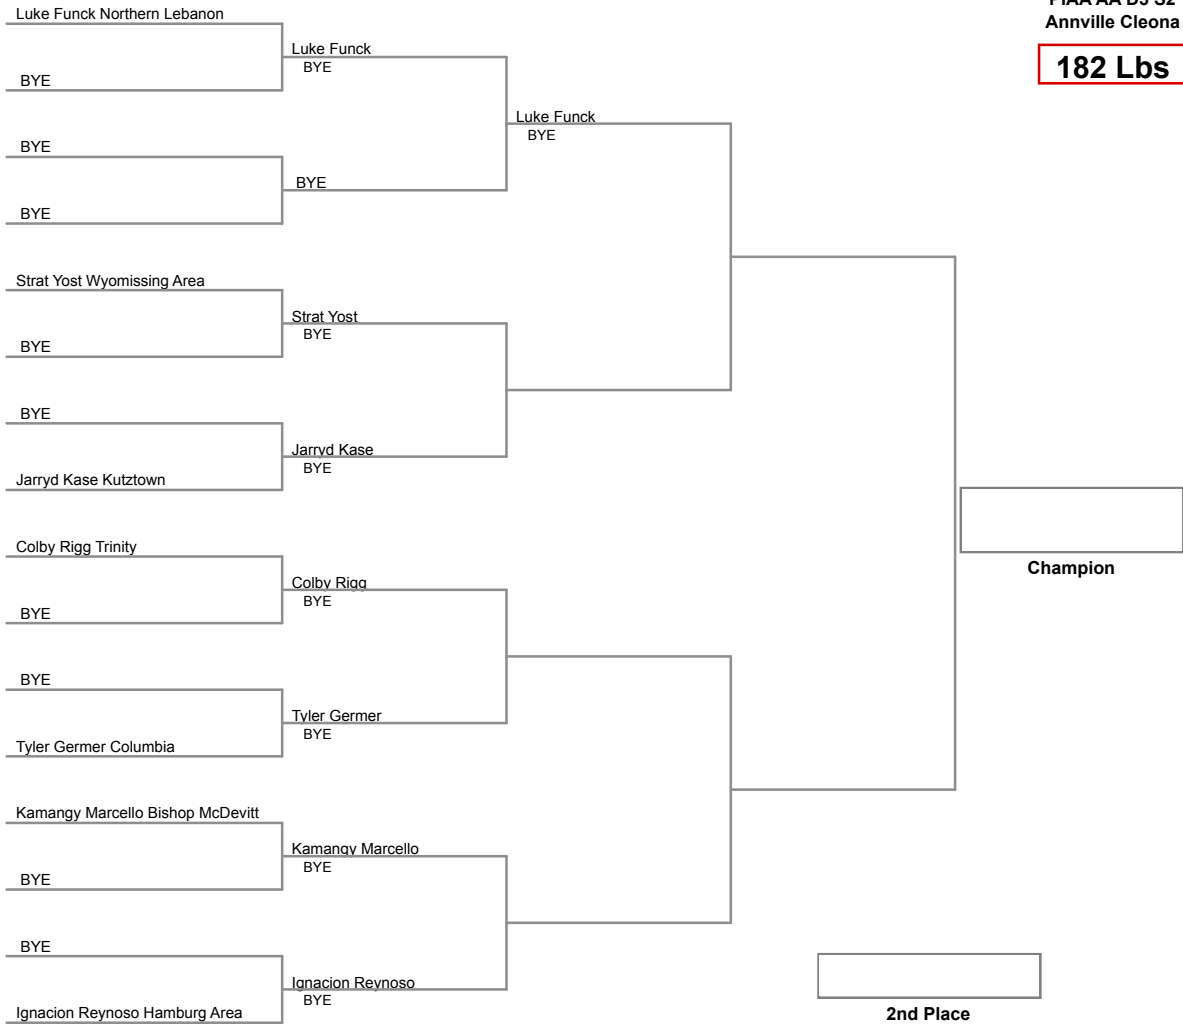 Luke Funck Northern Lebanon
PIAA AA D3 S2
Annville Cleona
182 Lbs
Luke Funck
BYE
BYE
Luke Funck
BYE
BYE
BYE
BYE
Strat Yost Wyomissing Area
Strat Yost
BYE
BYE
BYE
Jarryd Kase
BYE
Jarryd Kase Kutztown
Colby Rigg Trinity
Champion
Colby Rigg
BYE
BYE
BYE
Tyler Germer
BYE
Tyler Germer Columbia
Kamangy Marcello Bishop McDevitt
Kamangy Marcello
BYE
BYE
BYE
Ignacion Reynoso
BYE
Ignacion Reynoso Hamburg Area
2nd Place